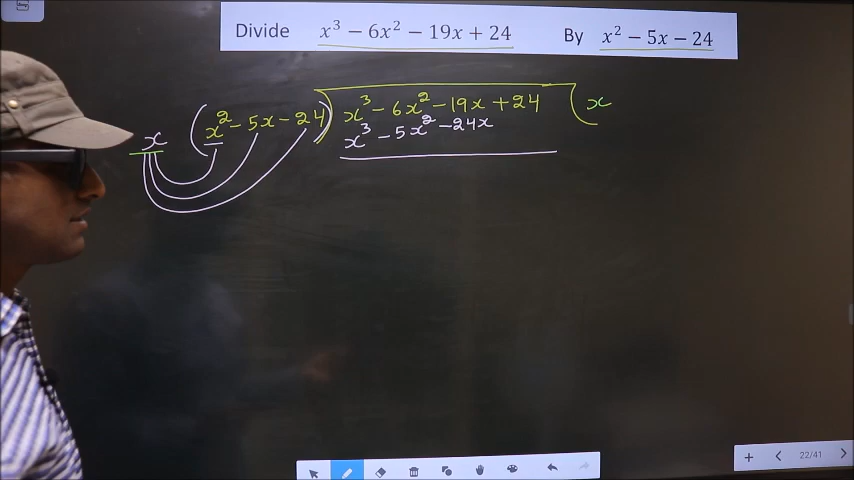 Divide x³ − 6x² − 19x + 24 By x² − 5x − 24
x (x² − 5x − 24) x³ − 6x² − 19x + 24 ( x
x³ − 5x² − 24x
22/41